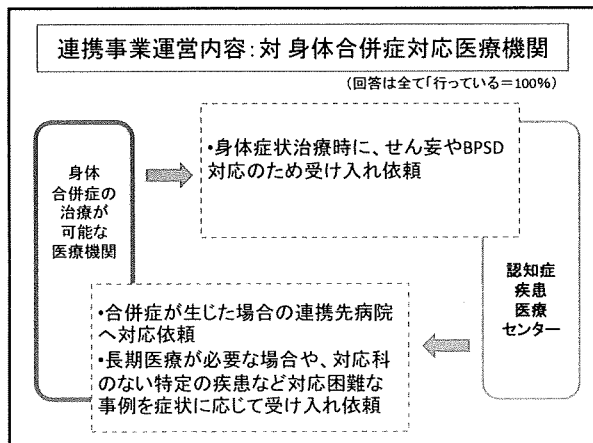 連携事業運営内容：対 身体合併症対応医療機関
（回答は全て「行っている＝100％）
身体
合併症の
治療が
可能な
医療機関
・身体症状治療時に、せん妄やBPSD
対応のため受け入れ依頼
・合併症が生じた場合の連携先病院
へ対応依頼
・長期医療が必要な場合や、対応科
のない特定の疾患など対応困難な
事例を症状に応じて受け入れ依頼
認知症
疾患
医療
センター